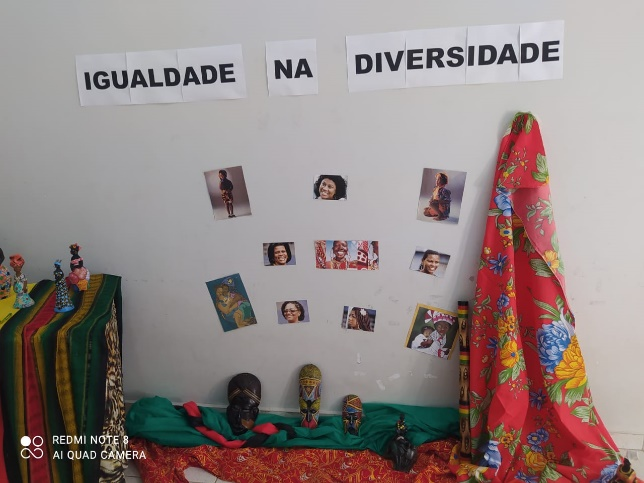 IGUALDADE NA DIVERSIDADE
REDMI NOTE 8
AI QUAD CAMERA